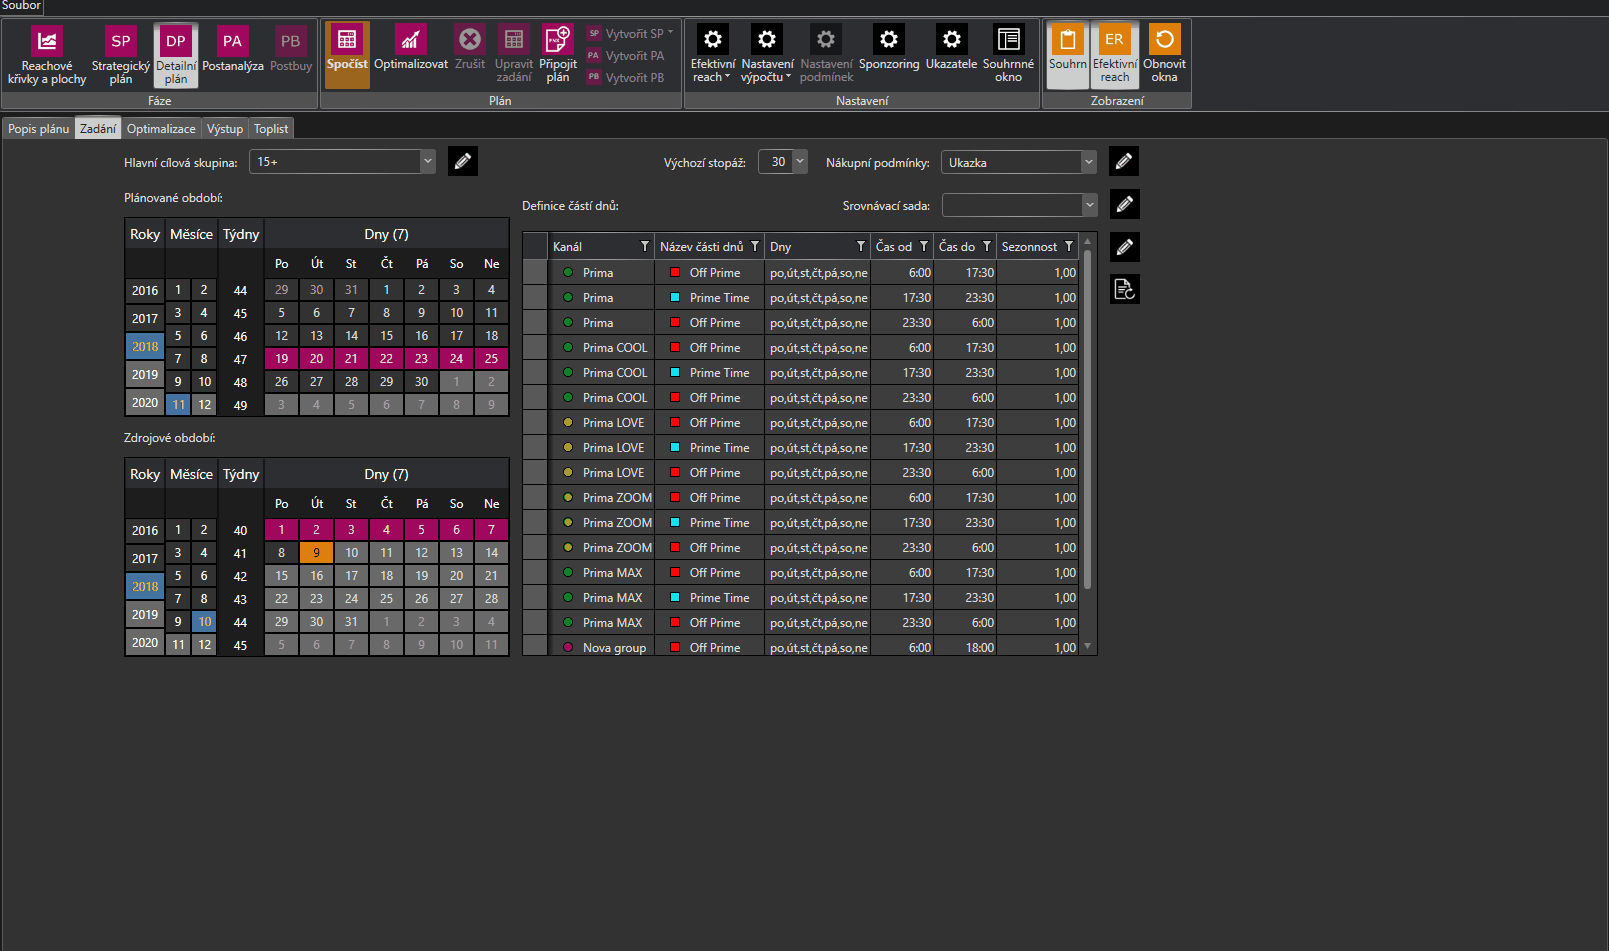 Soubor
Reachové křivky a plochy
SP Strategický plán
DP Detailní plán
PA Postanalýza
PB Postbuy
Fáze
Spočíst
Optimalizovat
Zrušit
Upravit zadání
Připojit plán
SP Vytvořit SP
PA Vytvořit PA
PB Vytvořit PB
Plán
Efektivní reach
Nastavení výpočtu
Nastavení podmínek
Sponzoring
Ukazatele
Souhrnné okno
Nastavení
Souhrn
ER Efektivní reach
Obnovit okna
Zobrazení
Popis plánu Zadání Optimalizace Výstup Toplist
Hlavní cílová skupina: 15+
Výchozí stopáž: 30 Nákupní podmínky: Ukazka
Plánované období:
Roky Měsíce Týdny Dny (7)
Po Út St Čt Pá So Ne
2016 1 2 44 29 30 31 1 2 3 4
2017 3 4 45 5 6 7 8 9 10 11
2018 5 6 46 12 13 14 15 16 17 18
7 8 47 19 20 21 22 23 24 25
2019 9 10 48 26 27 28 29 30 1 2
2020 11 12 49 3 4 5 6 7 8 9
Zdrojové období:
Roky Měsíce Týdny Dny (7)
Po Út St Čt Pá So Ne
2016 1 2 40 1 2 3 4 5 6 7
2017 3 4 41 8 9 10 11 12 13 14
2018 5 6 42 15 16 17 18 19 20 21
7 8 43 22 23 24 25 26 27 28
2019 9 10 44 29 30 31 1 2 3 4
2020 11 12 45 5 6 7 8 9 10 11
Definice částí dnů: Srovnávací sada:
Kanál Název části dnů Dny Čas od Čas do Sezonnost
Prima Off Prime po,út,st,čt,pá,so,ne 6:00 17:30 1,00
Prima Prime Time po,út,st,čt,pá,so,ne 17:30 23:30 1,00
Prima Off Prime po,út,st,čt,pá,so,ne 23:30 6:00 1,00
Prima COOL Off Prime po,út,st,čt,pá,so,ne 6:00 17:30 1,00
Prima COOL Prime Time po,út,st,čt,pá,so,ne 17:30 23:30 1,00
Prima COOL Off Prime po,út,st,čt,pá,so,ne 23:30 6:00 1,00
Prima LOVE Off Prime po,út,st,čt,pá,so,ne 6:00 17:30 1,00
Prima LOVE Prime Time po,út,st,čt,pá,so,ne 17:30 23:30 1,00
Prima LOVE Off Prime po,út,st,čt,pá,so,ne 23:30 6:00 1,00
Prima ZOOM Off Prime po,út,st,čt,pá,so,ne 6:00 17:30 1,00
Prima ZOOM Prime Time po,út,st,čt,pá,so,ne 17:30 23:30 1,00
Prima ZOOM Off Prime po,út,st,čt,pá,so,ne 23:30 6:00 1,00
Prima MAX Off Prime po,út,st,čt,pá,so,ne 6:00 17:30 1,00
Prima MAX Prime Time po,út,st,čt,pá,so,ne 17:30 23:30 1,00
Prima MAX Off Prime po,út,st,čt,pá,so,ne 23:30 6:00 1,00
Nova group Off Prime po,út,st,čt,pá,so,ne 6:00 18:00 1,00